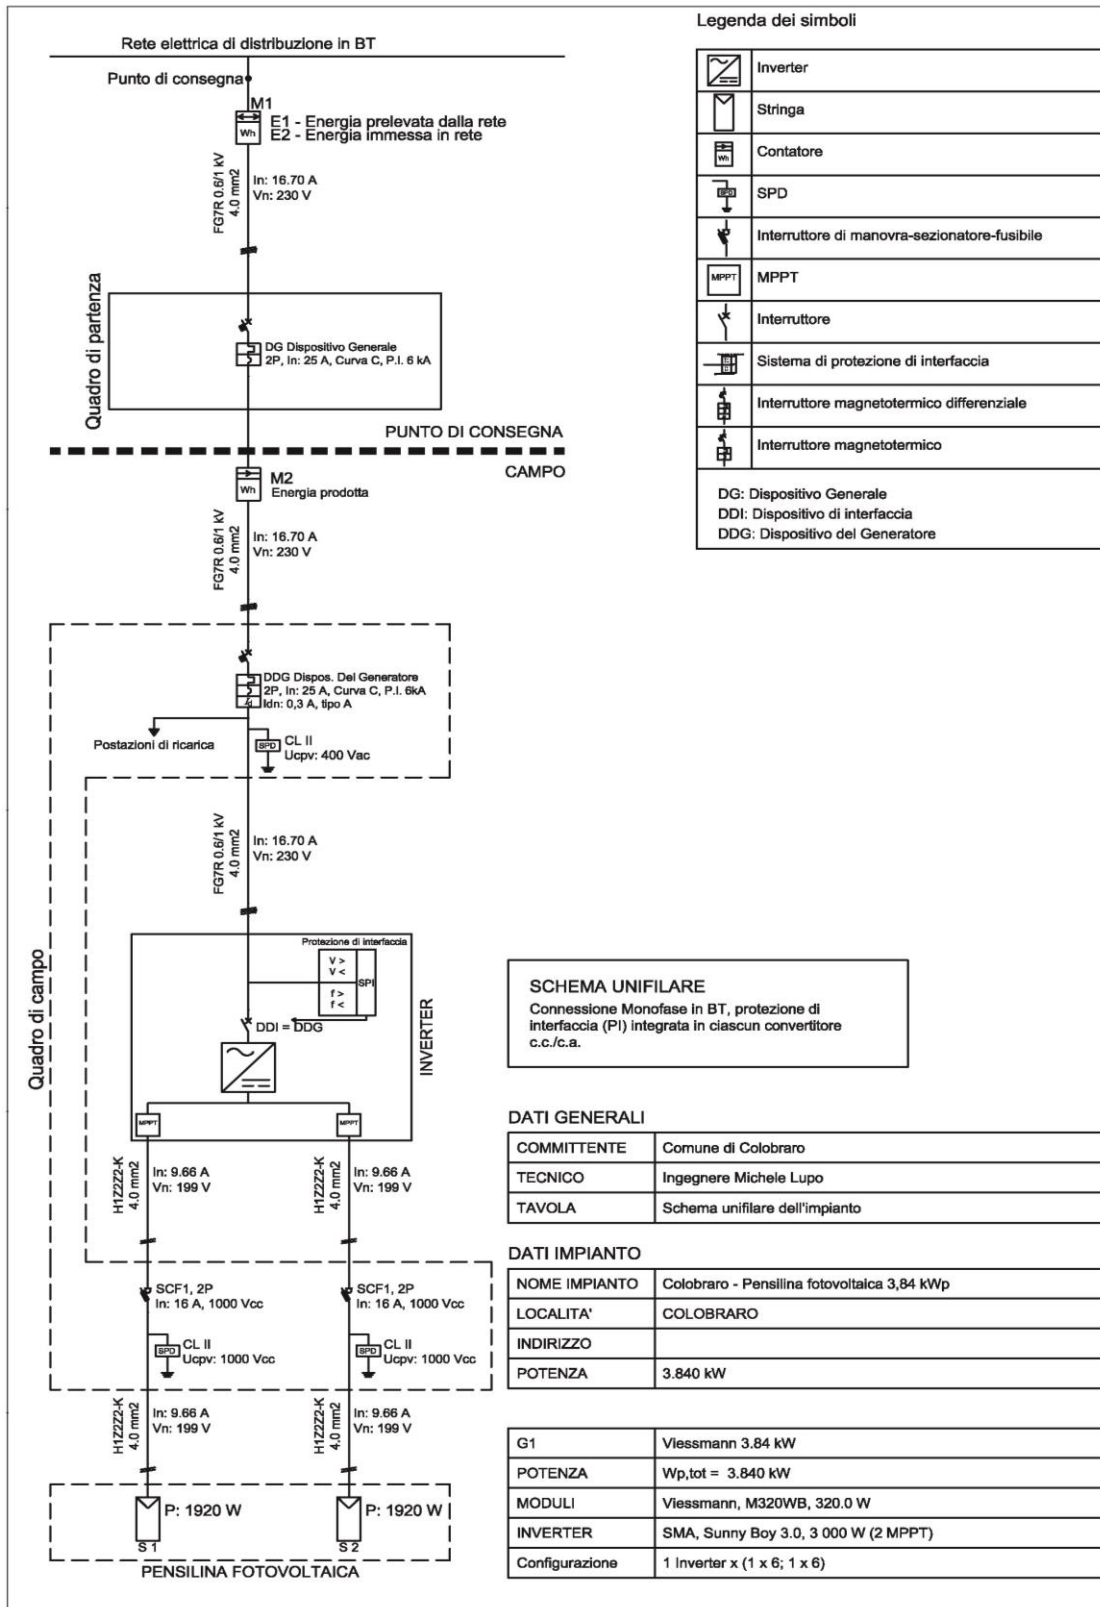 Rete elettrica di distribuzione in BT
Punto di consegna
M1
Wh
E1 - Energia prelevata dalla rete
E2 - Energia immessa in rete
FG7R 0.6/1 kV
4.0 mm2
In: 16.70 A
Vn: 230 V
Quadro di partenza
DG Dispositivo Generale
2P, In: 25 A, Curva C, P.I. 6 kA
PUNTO DI CONSEGNA
CAMPO
M2
Wh
Energia prodotta
FG7R 0.6/1 kV
4.0 mm2
In: 16.70 A
Vn: 230 V
DDG Dispos. Del Generatore
2P, In: 25 A, Curva C, P.I. 6kA
Idn: 0,3 A, tipo A
Postazioni di ricarica
SPD
CL II
Ucpv: 400 Vac
FG7R 0.6/1 kV
4.0 mm2
In: 16.70 A
Vn: 230 V
Quadro di campo
Protezione di interfaccia
V >
V <
f >
f <
SPI
DDI = DDG
INVERTER
MPPT
MPPT
H1Z2Z2-K
4.0 mm2
In: 9.66 A
Vn: 199 V
H1Z2Z2-K
4.0 mm2
In: 9.66 A
Vn: 199 V
SCF1, 2P
In: 16 A, 1000 Vcc
SCF1, 2P
In: 16 A, 1000 Vcc
SPD
CL II
Ucpv: 1000 Vcc
SPD
CL II
Ucpv: 1000 Vcc
H1Z2Z2-K
4.0 mm2
In: 9.66 A
Vn: 199 V
H1Z2Z2-K
4.0 mm2
In: 9.66 A
Vn: 199 V
P: 1920 W
S 1
P: 1920 W
S 2
PENSILINA FOTOVOLTAICA
Legenda dei simboli
Inverter
Stringa
Wh
Contatore
SPD
SPD
Interruttore di manovra-sezionatore-fusibile
MPPT
MPPT
Interruttore
Sistema di protezione di interfaccia
Interruttore magnetotermico differenziale
Interruttore magnetotermico
DG: Dispositivo Generale
DDI: Dispositivo di interfaccia
DDG: Dispositivo del Generatore
SCHEMA UNIFILARE
Connessione Monofase in BT, protezione di
interfaccia (PI) integrata in ciascun convertitore
c.c./c.a.
DATI GENERALI
COMMITTENTE Comune di Colobraro
TECNICO Ingegnere Michele Lupo
TAVOLA Schema unifilare dell'impianto
DATI IMPIANTO
NOME IMPIANTO Colobraro - Pensilina fotovoltaica 3,84 kWp
LOCALITA' COLOBRARO
INDIRIZZO
POTENZA 3.840 kW
G1 Viessmann 3.84 kW
POTENZA Wp,tot = 3.840 kW
MODULI Viessmann, M320WB, 320.0 W
INVERTER SMA, Sunny Boy 3.0, 3 000 W (2 MPPT)
Configurazione 1 Inverter x (1 x 6; 1 x 6)